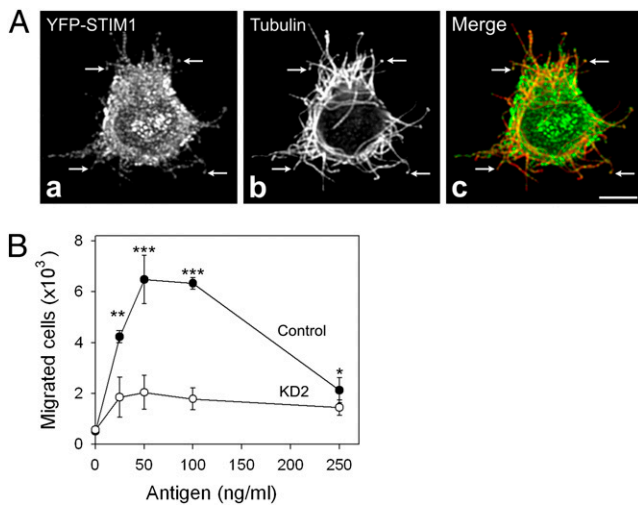 A
YFP-STIM1
Tubulin
Merge
a
b
c
B
Migrated cells (x10³)
8
6
4
2
0
***
***
**
*
Control
KD2
0 50 100 150 200 250
Antigen (ng/ml)